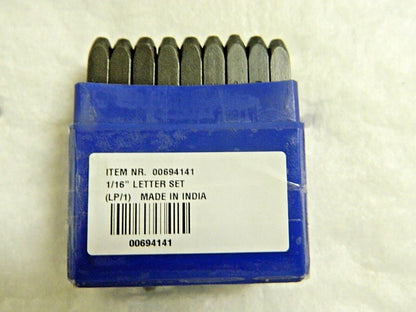 ITEM NR. 00694141
1/16" LETTER SET
(LP/1) MADE IN INDIA
00694141